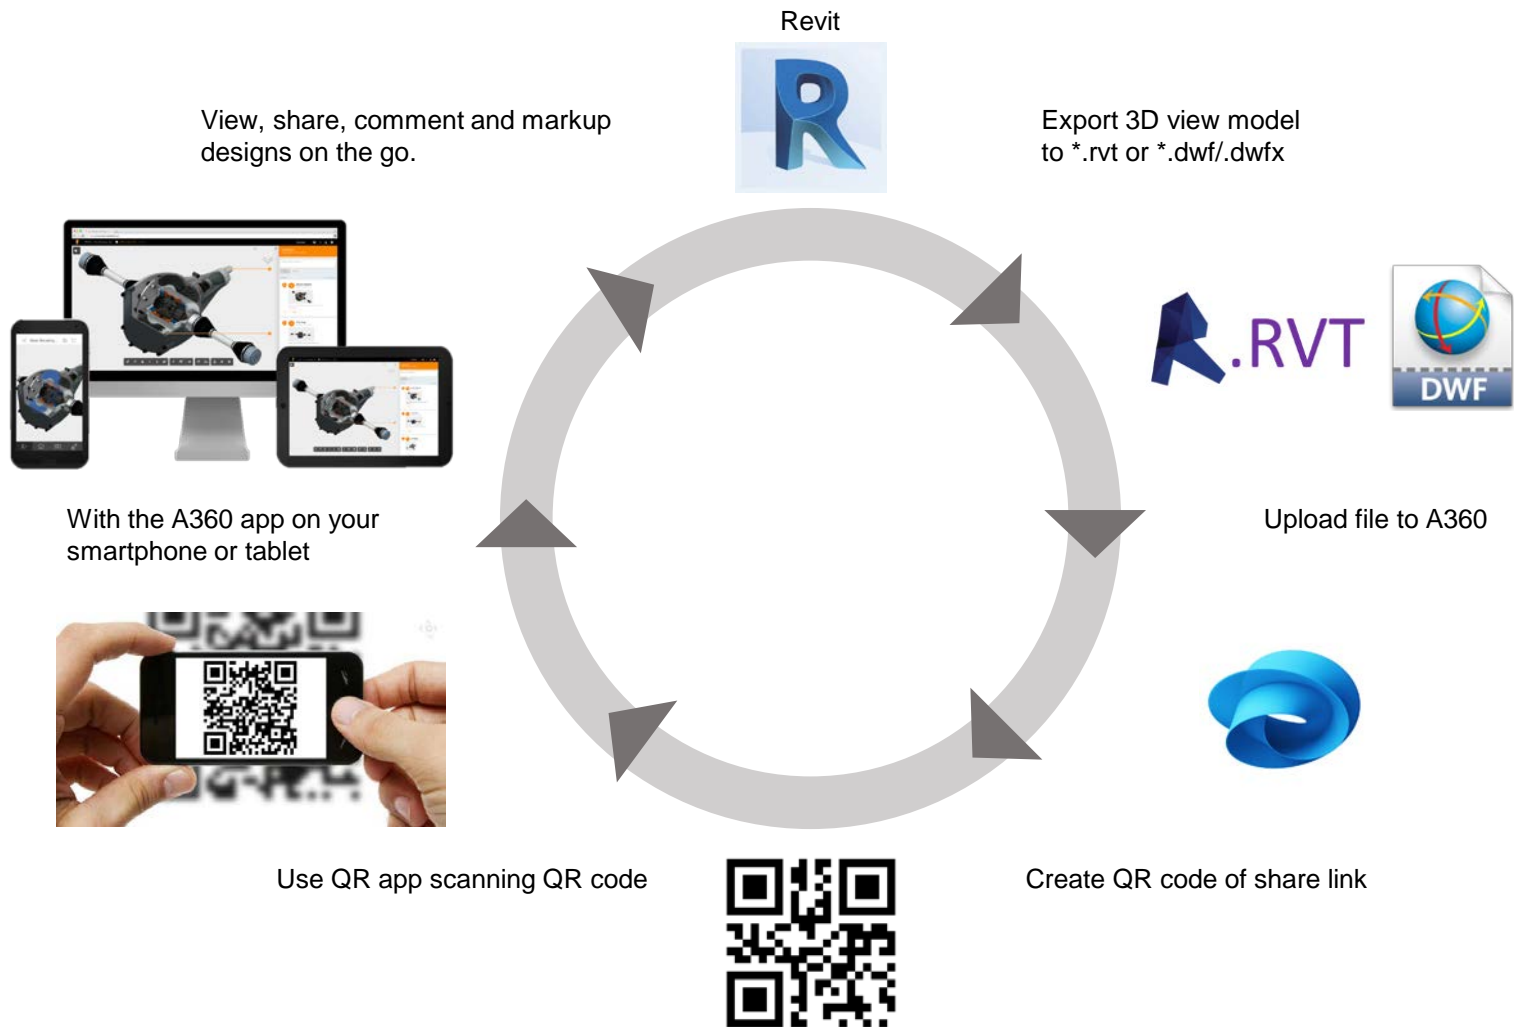 Revit
View, share, comment and markup
designs on the go.
Export 3D view model
to *.rvt or *.dwf/.dwfx
.RVT
DWF
With the A360 app on your
smartphone or tablet
Upload file to A360
Use QR app scanning QR code
Create QR code of share link